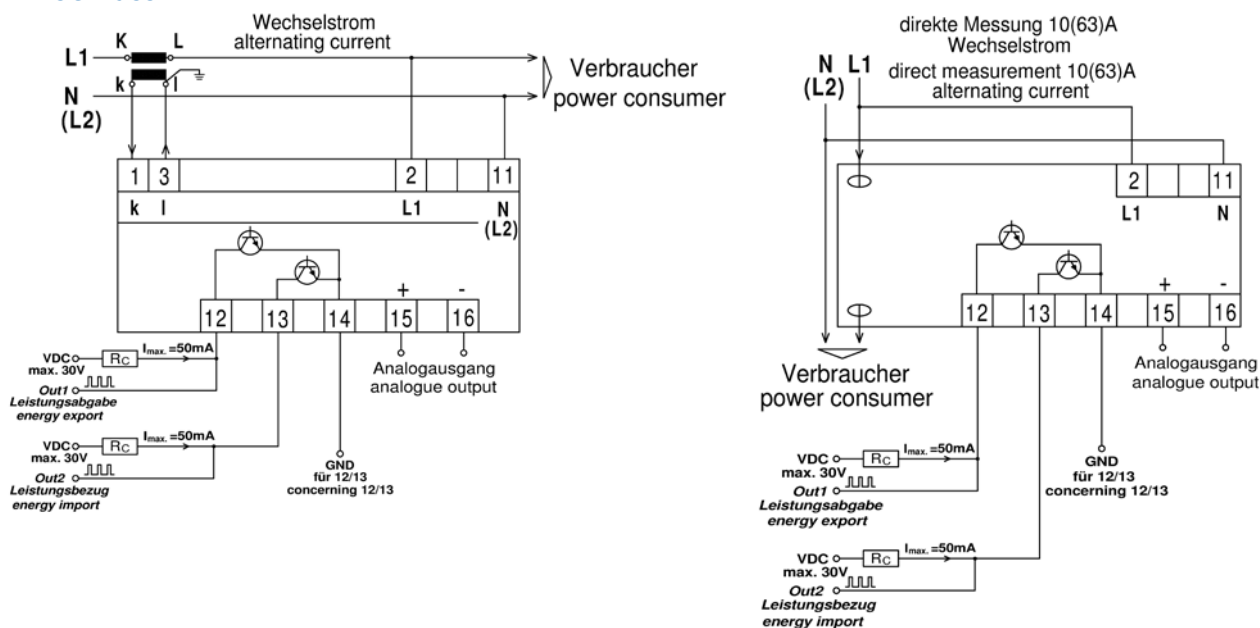 Wechselstrom
alternating current
K L
L1
k l
N
(L2)
Verbraucher
power consumer
1 3 2 11
k l L1 N
(L2)
+ -
12 13 14 15 16
VDC
max. 30V
RC
Imax. =50mA
Out1
Leistungsabgabe
energy export
VDC
max. 30V
RC
Imax. =50mA
Out2
Leistungsbezug
energy import
GND
für 12/13
concerning 12/13
Analogausgang
analogue output
direkte Messung 10(63)A
Wechselstrom
direct measurement 10(63)A
alternating current
N L1
(L2)
2 11
L1 N
+ -
12 13 14 15 16
Verbraucher
power consumer
Analogausgang
analogue output
VDC
max. 30V
RC
Imax. =50mA
Out1
Leistungsabgabe
energy export
GND
für 12/13
concerning 12/13
VDC
max. 30V
RC
Imax. =50mA
Out2
Leistungsbezug
energy import